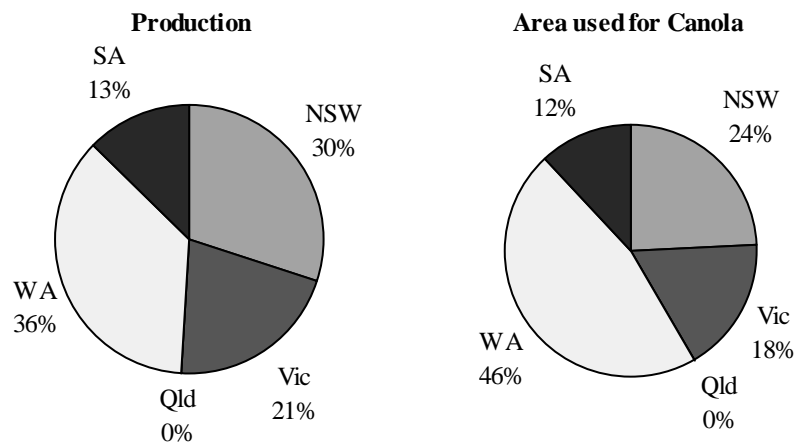 Production
SA
13%
NSW
30%
WA
36%
Vic
21%
Qld
0%
Area used for Canola
SA
12%
NSW
24%
WA
46%
Vic
18%
Qld
0%